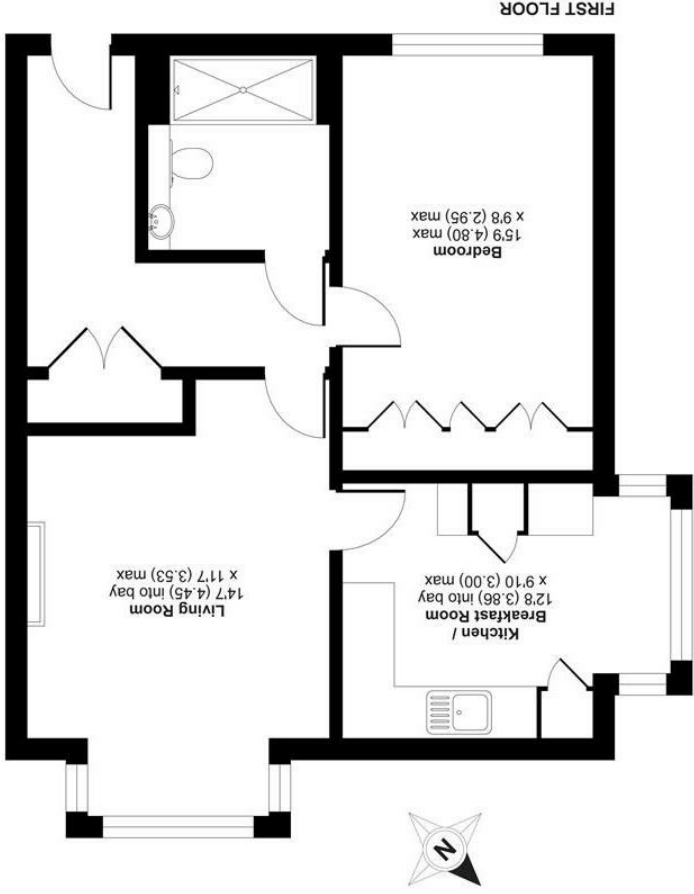 N
Kitchen /
Breakfast Room
12'8 (3.86) into bay
x 9'10 (3.00) max
Living Room
14'7 (4.45) into bay
x 11'7 (3.53) max
Bedroom
15'9 (4.80) max
x 9'8 (2.95) max
FIRST FLOOR